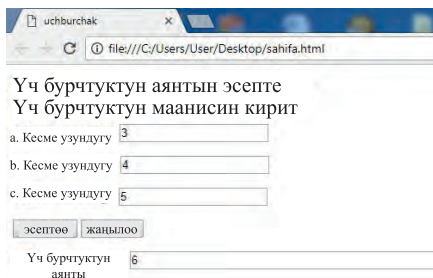 uchburchak
file:///C:/Users/User/Desktop/sahifa.html
Үч бурчтуктун аянтын эсепте
Үч бурчтуктун маанисин кирит
a. Кесме узундугу 3
b. Кесме узундугу 4
c. Кесме узундугу 5
эсептөө жаңылоо
Үч бурчтуктун 6
аянты